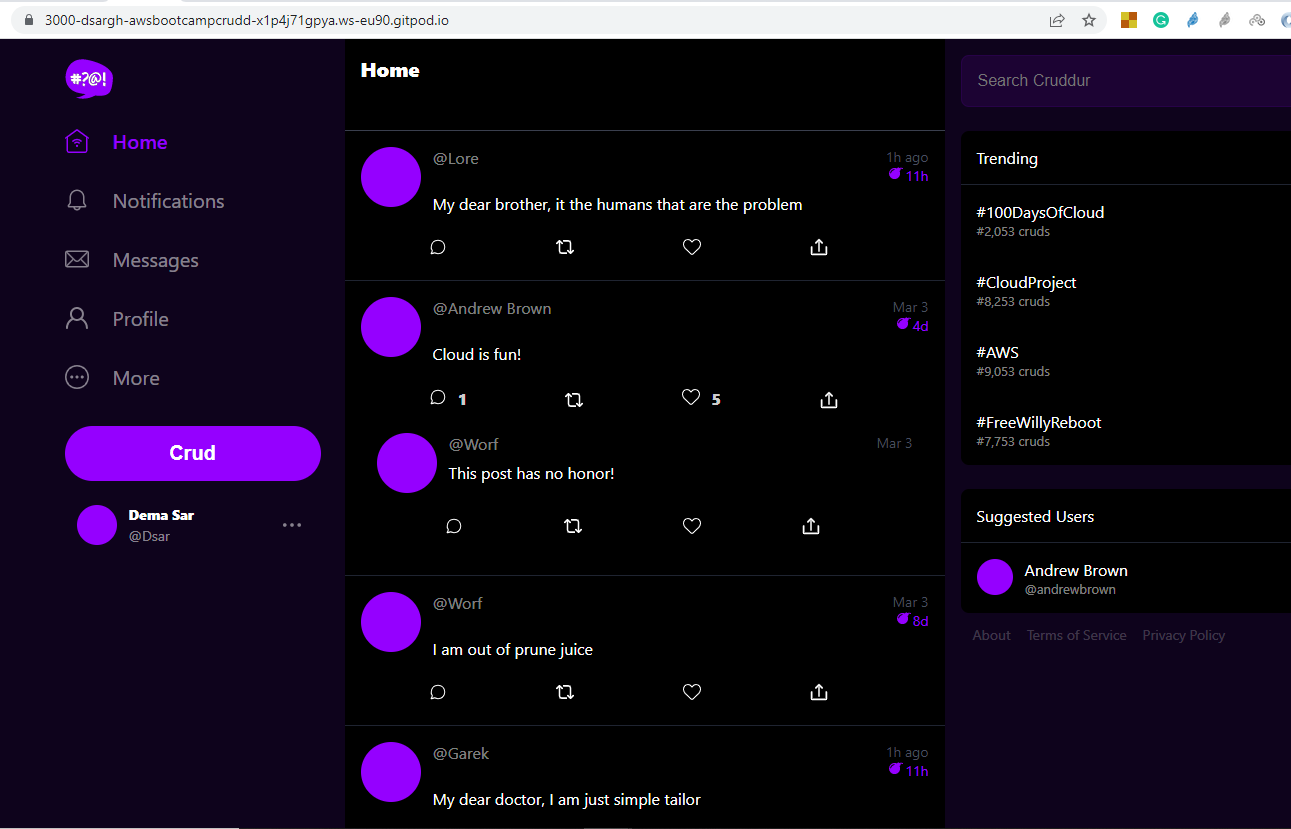 3000-dsargh-awsbootcampcrudd-x1p4j71gpya.ws-eu90.gitpod.io
#?@!
Home
Notifications
Messages
Profile
More
Crud
Dema Sar
@Dsar
Home
@Lore
1h ago
11h
My dear brother, it the humans that are the problem
@Andrew Brown
Mar 3
4d
Cloud is fun!
1
5
@Worf
Mar 3
This post has no honor!
@Worf
Mar 3
8d
I am out of prune juice
@Garek
1h ago
11h
My dear doctor, I am just simple tailor
Search Cruddur
Trending
#100DaysOfCloud
#2,053 cruds
#CloudProject
#8,253 cruds
#AWS
#9,053 cruds
#FreeWillyReboot
#7,753 cruds
Suggested Users
Andrew Brown
@andrewbrown
About Terms of Service Privacy Policy